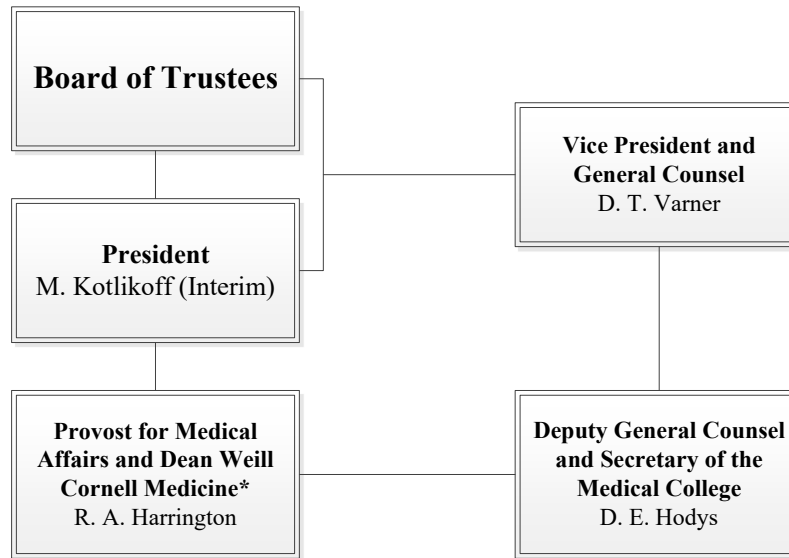 Board of Trustees
Vice President and
General Counsel
D. T. Varner
President
M. Kotlikoff (Interim)
Provost for Medical
Affairs and Dean Weill
Cornell Medicine*
R. A. Harrington
Deputy General Counsel
and Secretary of the
Medical College
D. E. Hodys